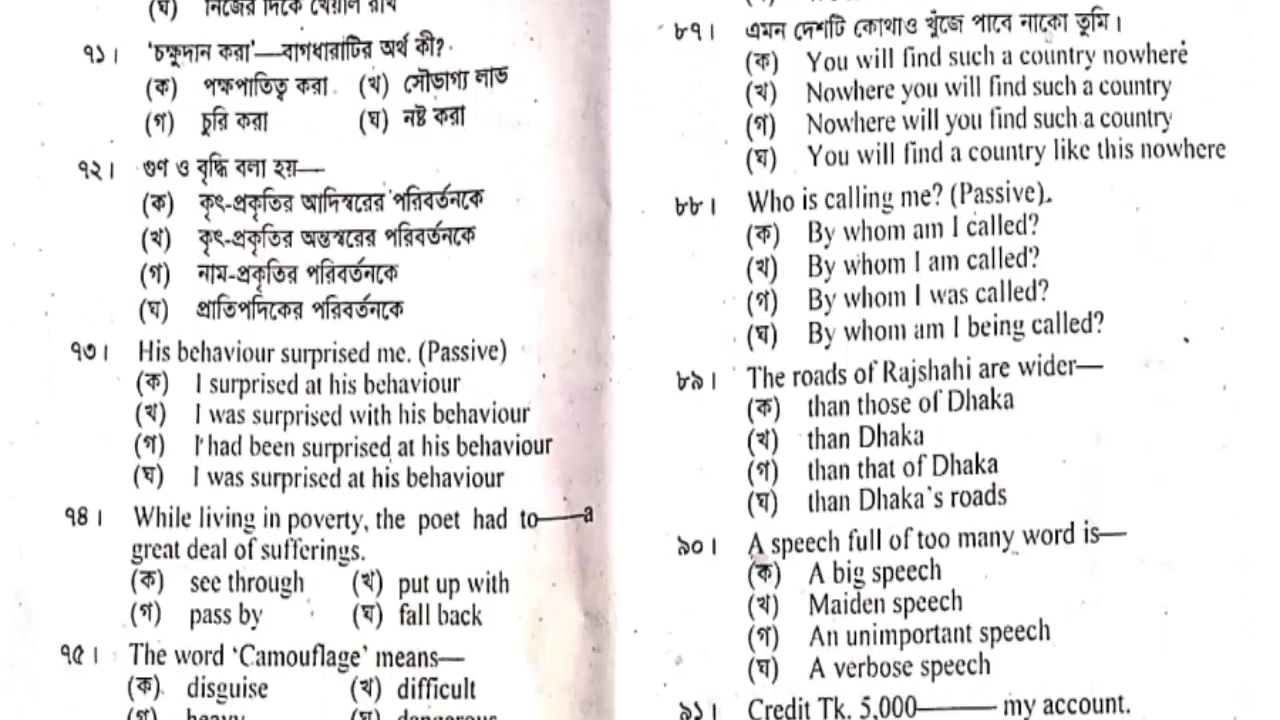 (ঘ) নিজের দিকে খেয়াল রাখ
৭১। 'চক্ষুদান করা'—বাগধারাটির অর্থ কী?
(ক) পক্ষপাতিত্ব করা (খ) সৌভাগ্য লাভ
(গ) চুরি করা (ঘ) নষ্ট করা
৭২। গুণ ও বৃদ্ধি বলা হয়—
(ক) কৃৎ-প্রকৃতির আদিস্বরের পরিবর্তনকে
(খ) কৃৎ-প্রকৃতির অন্তস্বরের পরিবর্তনকে
(গ) নাম-প্রকৃতির পরিবর্তনকে
(ঘ) প্রাতিপদিকের পরিবর্তনকে
৭৩। His behaviour surprised me. (Passive)
(ক) I surprised at his behaviour
(খ) I was surprised with his behaviour
(গ) I had been surprised at his behaviour
(ঘ) I was surprised at his behaviour
৭৪। While living in poverty, the poet had to—a
great deal of sufferings.
(ক) see through (খ) put up with
(গ) pass by (ঘ) fall back
৭৫। The word 'Camouflage' means—
(ক) disguise (খ) difficult
(গ) heavy (ঘ) dangerous
৮৭। এমন দেশটি কোথাও খুঁজে পাবে নাকো তুমি।
(ক) You will find such a country nowhere
(খ) Nowhere you will find such a country
(গ) Nowhere will you find such a country
(ঘ) You will find a country like this nowhere
৮৮। Who is calling me? (Passive).
(ক) By whom am I called?
(খ) By whom I am called?
(গ) By whom I was called?
(ঘ) By whom am I being called?
৮৯। The roads of Rajshahi are wider—
(ক) than those of Dhaka
(খ) than Dhaka
(গ) than that of Dhaka
(ঘ) than Dhaka's roads
৯০। A speech full of too many word is—
(ক) A big speech
(খ) Maiden speech
(গ) An unimportant speech
(ঘ) A verbose speech
৯১। Credit Tk. 5,000—— my account.